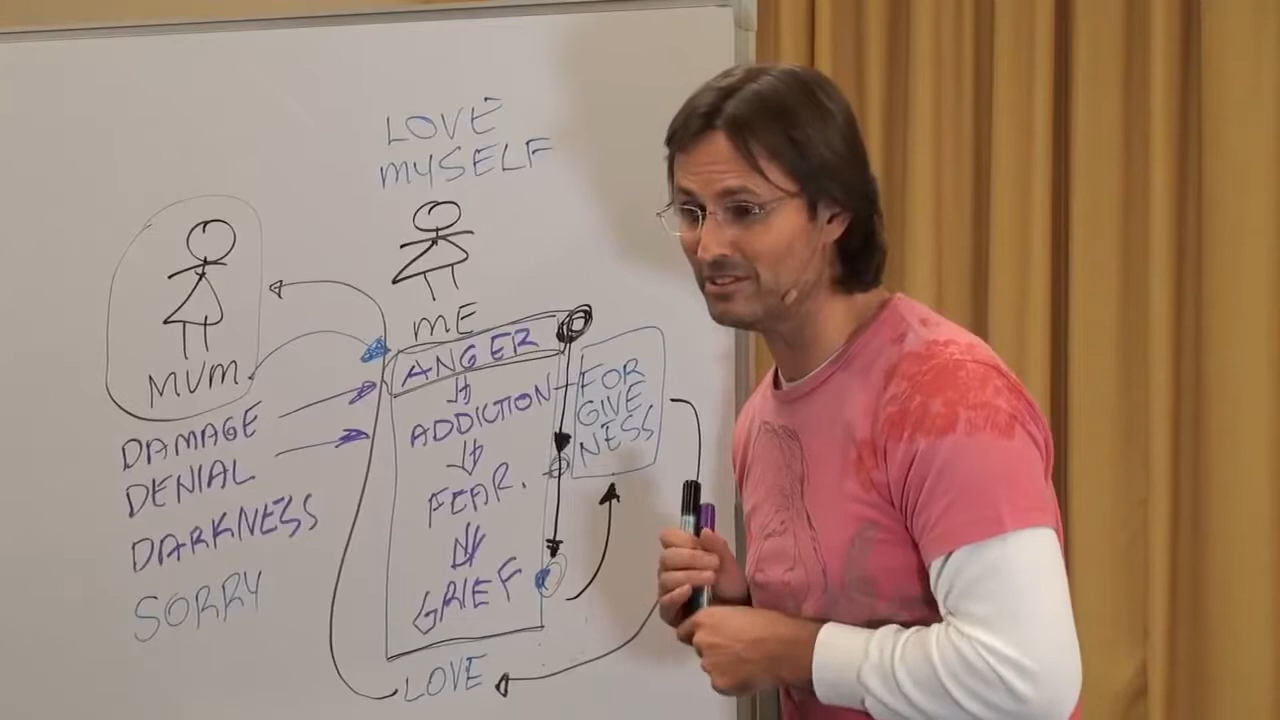 LOVE
MYSELF
ME
MUM
ANGER
ADDICTION
FEAR.
GRIEF
LOVE
FOR
GIVE
NESS
DAMAGE
DENIAL
DARKNESS
SORRY